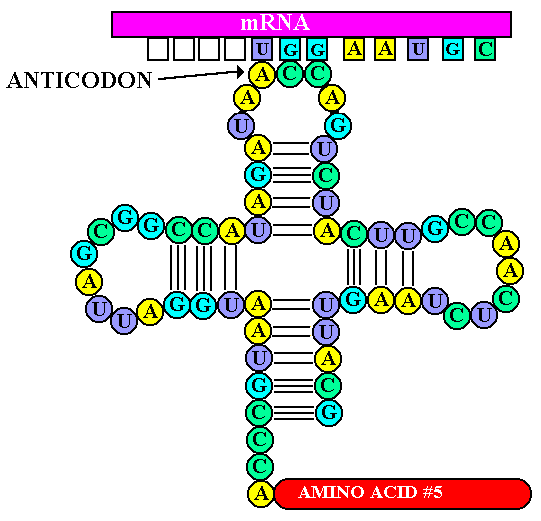 mRNA
U G G A A U G C
ANTICODON
A C C
A A
U G
A U
G C
A U
C G G C C A U A C U U G C C
G A
A A
U U A G G U A U G A A U C U C
A U
U A
G C
C G
C
C
A AMINO ACID #5